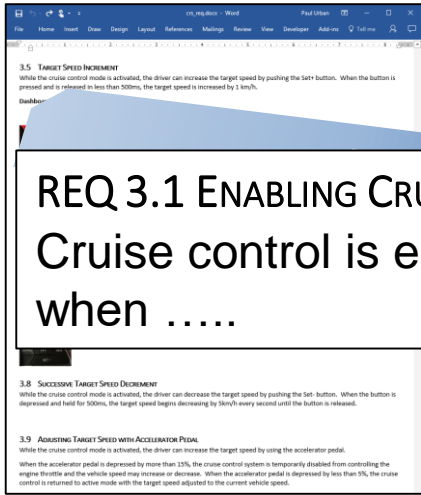 crs_req.docx - Word
Paul Urban
File Home Insert Draw Design Layout References Mailings Review View Developer Add-ins Tell me
3.5 TARGET SPEED INCREMENT
While the cruise control mode is activated, the driver can increase the target speed by pushing the Set+ button. When the button is
pressed and is released in less than 500ms, the target speed is increased by 1 km/h.
REQ 3.1 ENABLING CRU
Cruise control is e
when .....
3.8 SUCCESSIVE TARGET SPEED DECREMENT
While the cruise control mode is activated, the driver can decrease the target speed by pushing the Set- button. When the button is
depressed and held for 500ms, the target speed begins decreasing by 5km/h every second until the button is released.
3.9 ADJUSTING TARGET SPEED WITH ACCELERATOR PEDAL
While the cruise control mode is activated, the driver can increase the target speed by using the accelerator pedal.
When the accelerator pedal is depressed by more than 15%, the cruise control system is temporarily disabled from controlling the
engine throttle and the vehicle speed may increase or decrease. When the accelerator pedal is depressed by less than 5%, the cruise
control is returned to active mode with the target speed adjusted to the current vehicle speed.